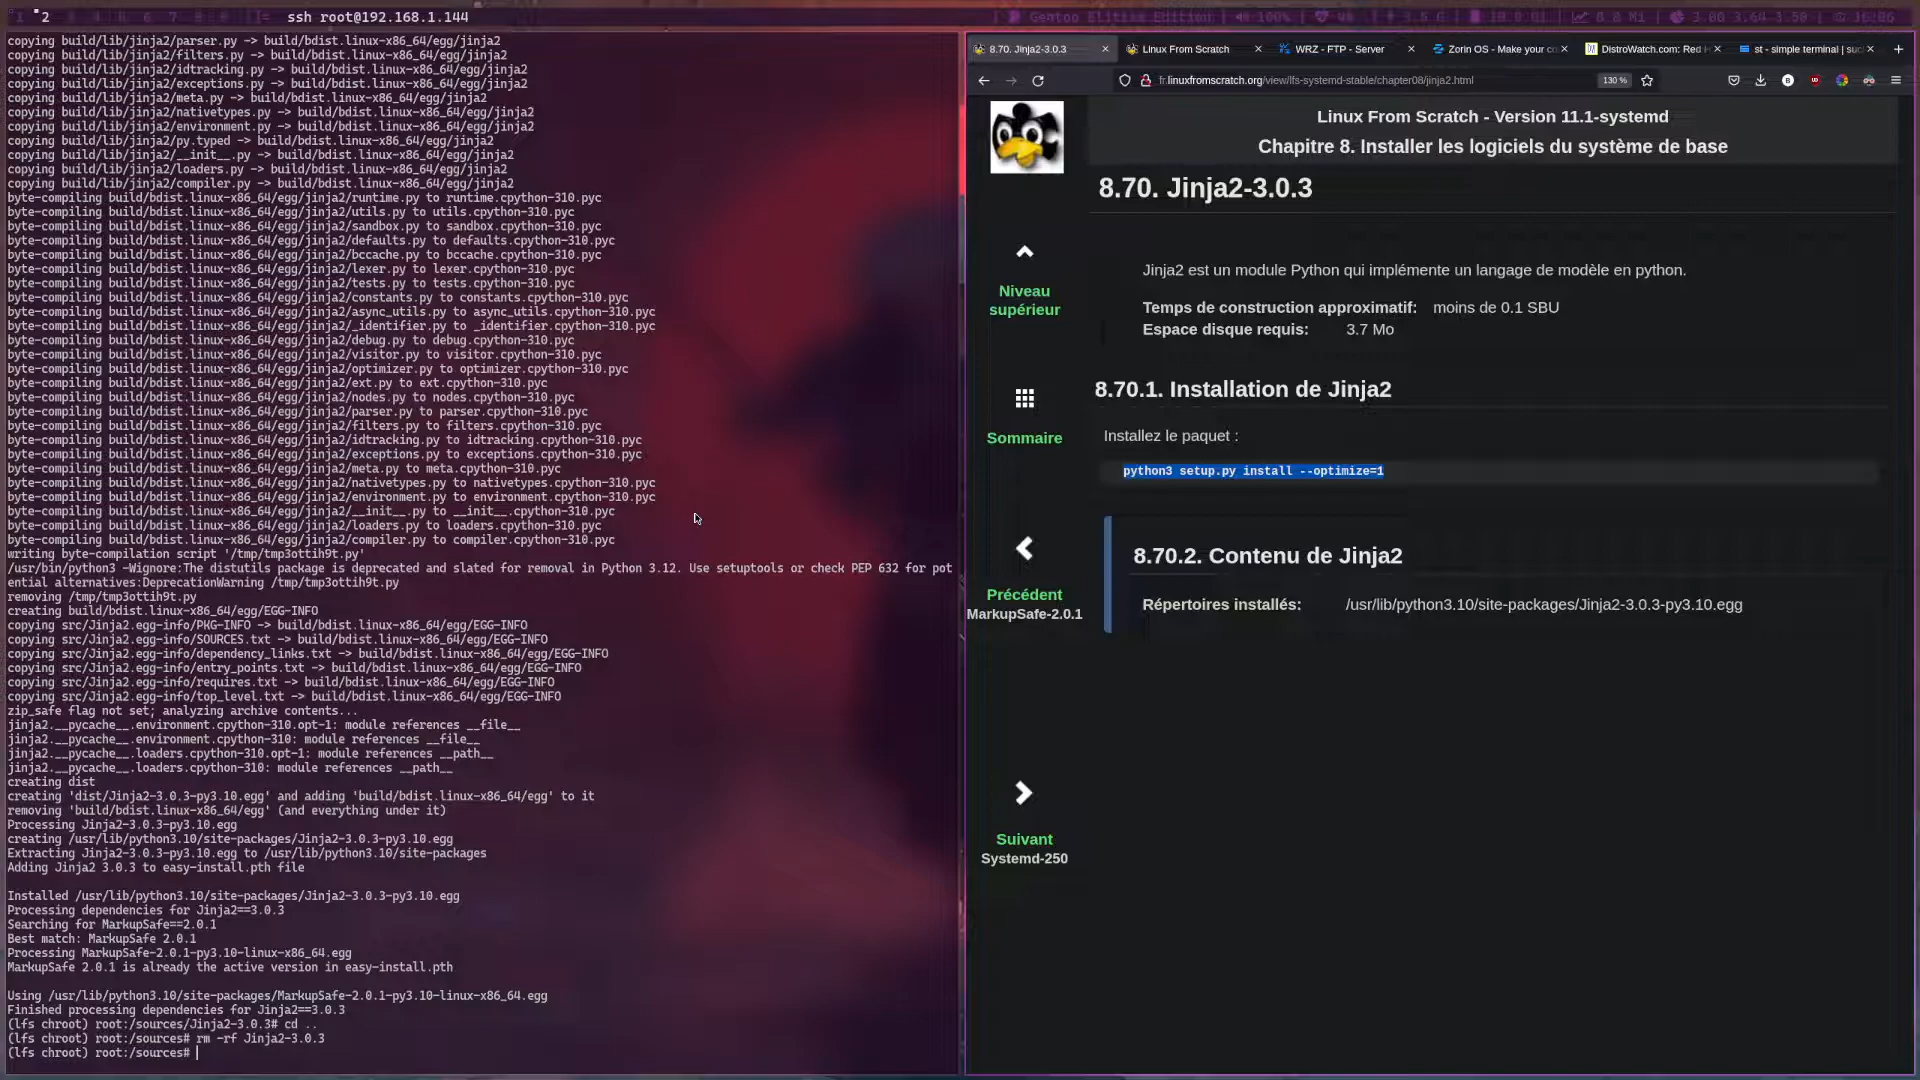 2
ssh root@192.168.1.144
Gentoo Elitiss Edition
copying build/lib/jinja2/parser.py -> build/bdist.linux-x86_64/egg/jinja2
copying build/lib/jinja2/filters.py -> build/bdist.linux-x86_64/egg/jinja2
copying build/lib/jinja2/idtracking.py -> build/bdist.linux-x86_64/egg/jinja2
copying build/lib/jinja2/exceptions.py -> build/bdist.linux-x86_64/egg/jinja2
copying build/lib/jinja2/meta.py -> build/bdist.linux-x86_64/egg/jinja2
copying build/lib/jinja2/nativetypes.py -> build/bdist.linux-x86_64/egg/jinja2
copying build/lib/jinja2/environment.py -> build/bdist.linux-x86_64/egg/jinja2
copying build/lib/jinja2/py.typed -> build/bdist.linux-x86_64/egg/jinja2
copying build/lib/jinja2/__init__.py -> build/bdist.linux-x86_64/egg/jinja2
copying build/lib/jinja2/loaders.py -> build/bdist.linux-x86_64/egg/jinja2
copying build/lib/jinja2/compiler.py -> build/bdist.linux-x86_64/egg/jinja2
byte-compiling build/bdist.linux-x86_64/egg/jinja2/runtime.py to runtime.cpython-310.pyc
byte-compiling build/bdist.linux-x86_64/egg/jinja2/utils.py to utils.cpython-310.pyc
byte-compiling build/bdist.linux-x86_64/egg/jinja2/sandbox.py to sandbox.cpython-310.pyc
byte-compiling build/bdist.linux-x86_64/egg/jinja2/defaults.py to defaults.cpython-310.pyc
byte-compiling build/bdist.linux-x86_64/egg/jinja2/bccache.py to bccache.cpython-310.pyc
byte-compiling build/bdist.linux-x86_64/egg/jinja2/lexer.py to lexer.cpython-310.pyc
byte-compiling build/bdist.linux-x86_64/egg/jinja2/tests.py to tests.cpython-310.pyc
byte-compiling build/bdist.linux-x86_64/egg/jinja2/constants.py to constants.cpython-310.pyc
byte-compiling build/bdist.linux-x86_64/egg/jinja2/async_utils.py to async_utils.cpython-310.pyc
byte-compiling build/bdist.linux-x86_64/egg/jinja2/_identifier.py to _identifier.cpython-310.pyc
byte-compiling build/bdist.linux-x86_64/egg/jinja2/debug.py to debug.cpython-310.pyc
byte-compiling build/bdist.linux-x86_64/egg/jinja2/visitor.py to visitor.cpython-310.pyc
byte-compiling build/bdist.linux-x86_64/egg/jinja2/optimizer.py to optimizer.cpython-310.pyc
byte-compiling build/bdist.linux-x86_64/egg/jinja2/ext.py to ext.cpython-310.pyc
byte-compiling build/bdist.linux-x86_64/egg/jinja2/nodes.py to nodes.cpython-310.pyc
byte-compiling build/bdist.linux-x86_64/egg/jinja2/parser.py to parser.cpython-310.pyc
byte-compiling build/bdist.linux-x86_64/egg/jinja2/filters.py to filters.cpython-310.pyc
byte-compiling build/bdist.linux-x86_64/egg/jinja2/idtracking.py to idtracking.cpython-310.pyc
byte-compiling build/bdist.linux-x86_64/egg/jinja2/exceptions.py to exceptions.cpython-310.pyc
byte-compiling build/bdist.linux-x86_64/egg/jinja2/meta.py to meta.cpython-310.pyc
byte-compiling build/bdist.linux-x86_64/egg/jinja2/nativetypes.py to nativetypes.cpython-310.pyc
byte-compiling build/bdist.linux-x86_64/egg/jinja2/environment.py to environment.cpython-310.pyc
byte-compiling build/bdist.linux-x86_64/egg/jinja2/__init__.py to __init__.cpython-310.pyc
byte-compiling build/bdist.linux-x86_64/egg/jinja2/loaders.py to loaders.cpython-310.pyc
byte-compiling build/bdist.linux-x86_64/egg/jinja2/compiler.py to compiler.cpython-310.pyc
writing byte-compilation script '/tmp/tmp3ottih9t.py'
/usr/bin/python3 -Wignore:The distutils package is deprecated and slated for removal in Python 3.12. Use setuptools or check PEP 632 for pot
ential alternatives:DeprecationWarning /tmp/tmp3ottih9t.py
removing /tmp/tmp3ottih9t.py
creating build/bdist.linux-x86_64/egg/EGG-INFO
copying src/Jinja2.egg-info/PKG-INFO -> build/bdist.linux-x86_64/egg/EGG-INFO
copying src/Jinja2.egg-info/SOURCES.txt -> build/bdist.linux-x86_64/egg/EGG-INFO
copying src/Jinja2.egg-info/dependency_links.txt -> build/bdist.linux-x86_64/egg/EGG-INFO
copying src/Jinja2.egg-info/entry_points.txt -> build/bdist.linux-x86_64/egg/EGG-INFO
copying src/Jinja2.egg-info/requires.txt -> build/bdist.linux-x86_64/egg/EGG-INFO
copying src/Jinja2.egg-info/top_level.txt -> build/bdist.linux-x86_64/egg/EGG-INFO
zip_safe flag not set; analyzing archive contents...
jinja2.__pycache__.environment.cpython-310.opt-1: module references __file__
jinja2.__pycache__.environment.cpython-310: module references __file__
jinja2.__pycache__.loaders.cpython-310.opt-1: module references __path__
jinja2.__pycache__.loaders.cpython-310: module references __path__
creating dist
creating 'dist/Jinja2-3.0.3-py3.10.egg' and adding 'build/bdist.linux-x86_64/egg' to it
removing 'build/bdist.linux-x86_64/egg' (and everything under it)
Processing Jinja2-3.0.3-py3.10.egg
creating /usr/lib/python3.10/site-packages/Jinja2-3.0.3-py3.10.egg
Extracting Jinja2-3.0.3-py3.10.egg to /usr/lib/python3.10/site-packages
Adding Jinja2 3.0.3 to easy-install.pth file
Installed /usr/lib/python3.10/site-packages/Jinja2-3.0.3-py3.10.egg
Processing dependencies for Jinja2==3.0.3
Searching for MarkupSafe==2.0.1
Best match: MarkupSafe 2.0.1
Processing MarkupSafe-2.0.1-py3.10-linux-x86_64.egg
MarkupSafe 2.0.1 is already the active version in easy-install.pth
Using /usr/lib/python3.10/site-packages/MarkupSafe-2.0.1-py3.10-linux-x86_64.egg
Finished processing dependencies for Jinja2==3.0.3
(lfs chroot) root:/sources/Jinja2-3.0.3# cd ..
(lfs chroot) root:/sources# rm -rf Jinja2-3.0.3
(lfs chroot) root:/sources#
8.70. Jinja2-3.0.3
Linux From Scratch
WRZ - FTP - Server
Zorin OS - Make your c
DistroWatch.com: Red
st - simple terminal | suc
fr.linuxfromscratch.org/view/lfs-systemd-stable/chapter08/jinja2.html
130 %
Linux From Scratch - Version 11.1-systemd
Chapitre 8. Installer les logiciels du système de base
8.70. Jinja2-3.0.3
Niveau
supérieur
Jinja2 est un module Python qui implémente un langage de modèle en python.
Temps de construction approximatif: moins de 0.1 SBU
Espace disque requis: 3.7 Mo
8.70.1. Installation de Jinja2
Sommaire
Installez le paquet :
python3 setup.py install --optimize=1
8.70.2. Contenu de Jinja2
Précédent
MarkupSafe-2.0.1
Répertoires installés: /usr/lib/python3.10/site-packages/Jinja2-3.0.3-py3.10.egg
Suivant
Systemd-250